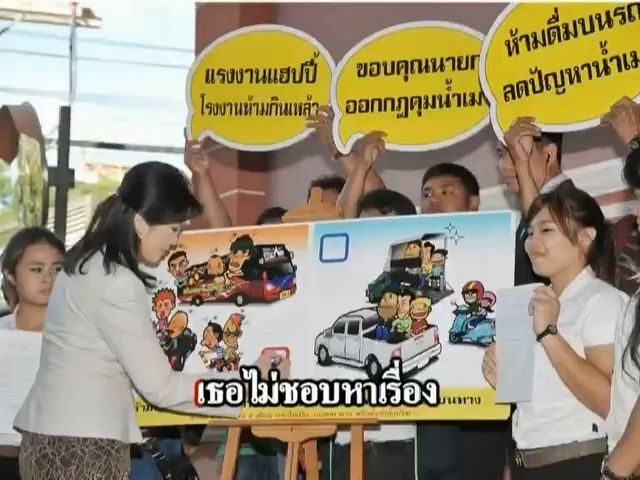 แรงงานแฮปปี้
โรงงานห้ามกินเหล้า
ขอบคุณนายก
ออกกฎคุมน้ำเม
ห้ามดื่มบนรถ
ลดปัญหาน้ำเม
เธอไม่ชอบหาเรื่อง
บนทาง